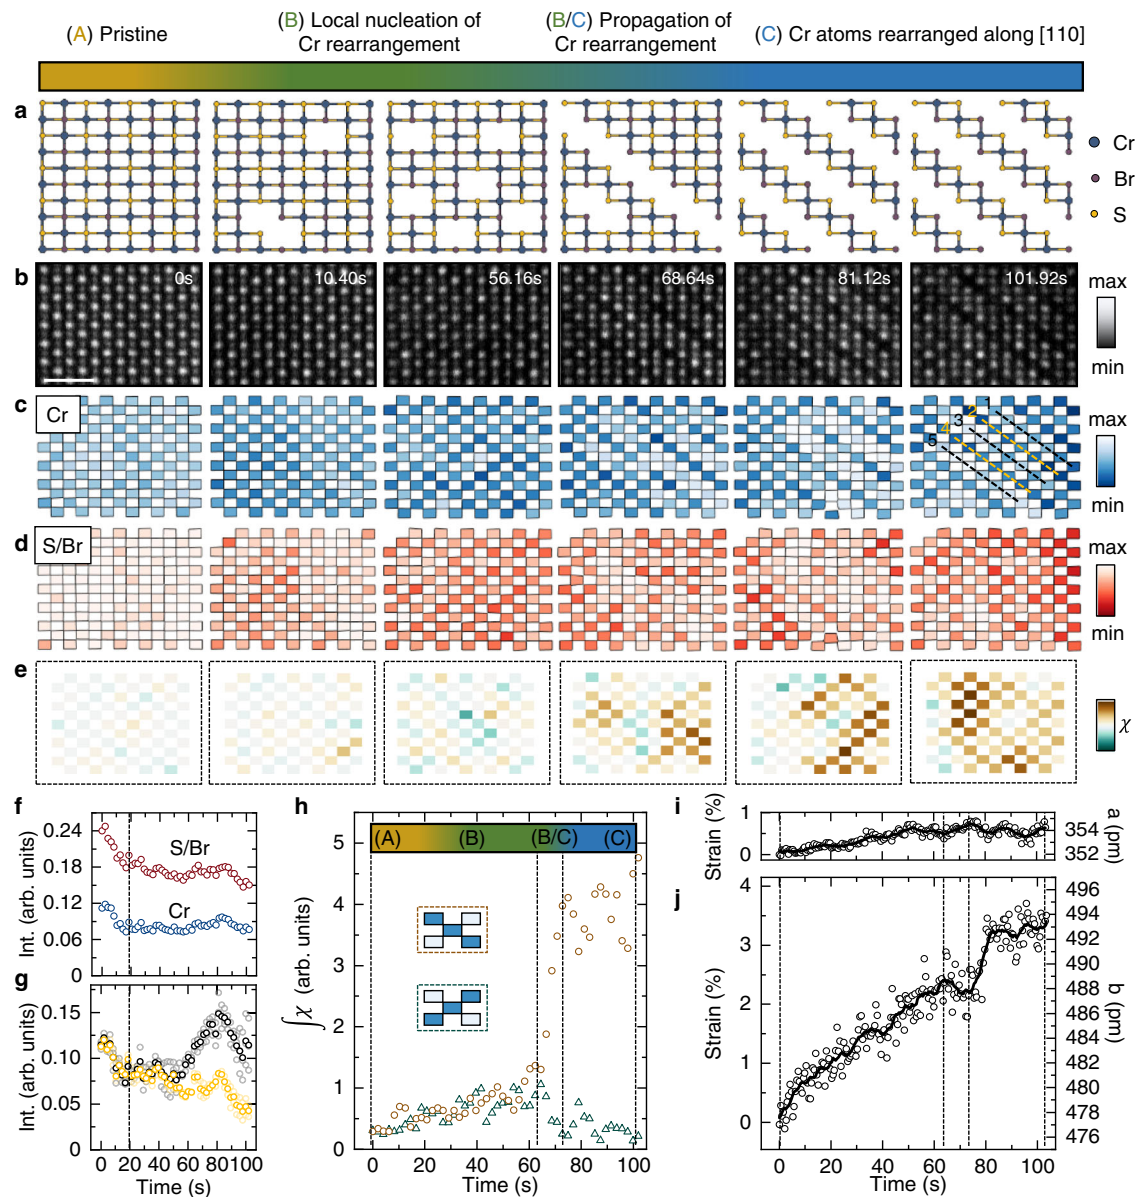 (A) Pristine
(B) Local nucleation of
Cr rearrangement
(B/C) Propagation of
Cr rearrangement
(C) Cr atoms rearranged along [110]
a
Cr
Br
S
b
0s
10.40s
56.16s
68.64s
81.12s
101.92s
max
min
c
Cr
1
2
3
4
5
max
min
d
S/Br
max
min
e
χ
f
Int. (arb. units)
0.24
0.18
0.12
0.06
0
S/Br
Cr
g
Int. (arb. units)
0.15
0.10
0.05
0 20 40 60 80 100
Time (s)
h
∫χ (arb. units)
5
4
3
2
1
0
(A)
(B)
(B/C)
(C)
0 20 40 60 80 100
Time (s)
i
Strain (%)
1
0
0 20 40 60 80 100
354
352
a (pm)
j
Strain (%)
4
3
2
1
0
496
494
492
490
488
486
484
482
480
478
476
b (pm)
0 20 40 60 80 100
Time (s)